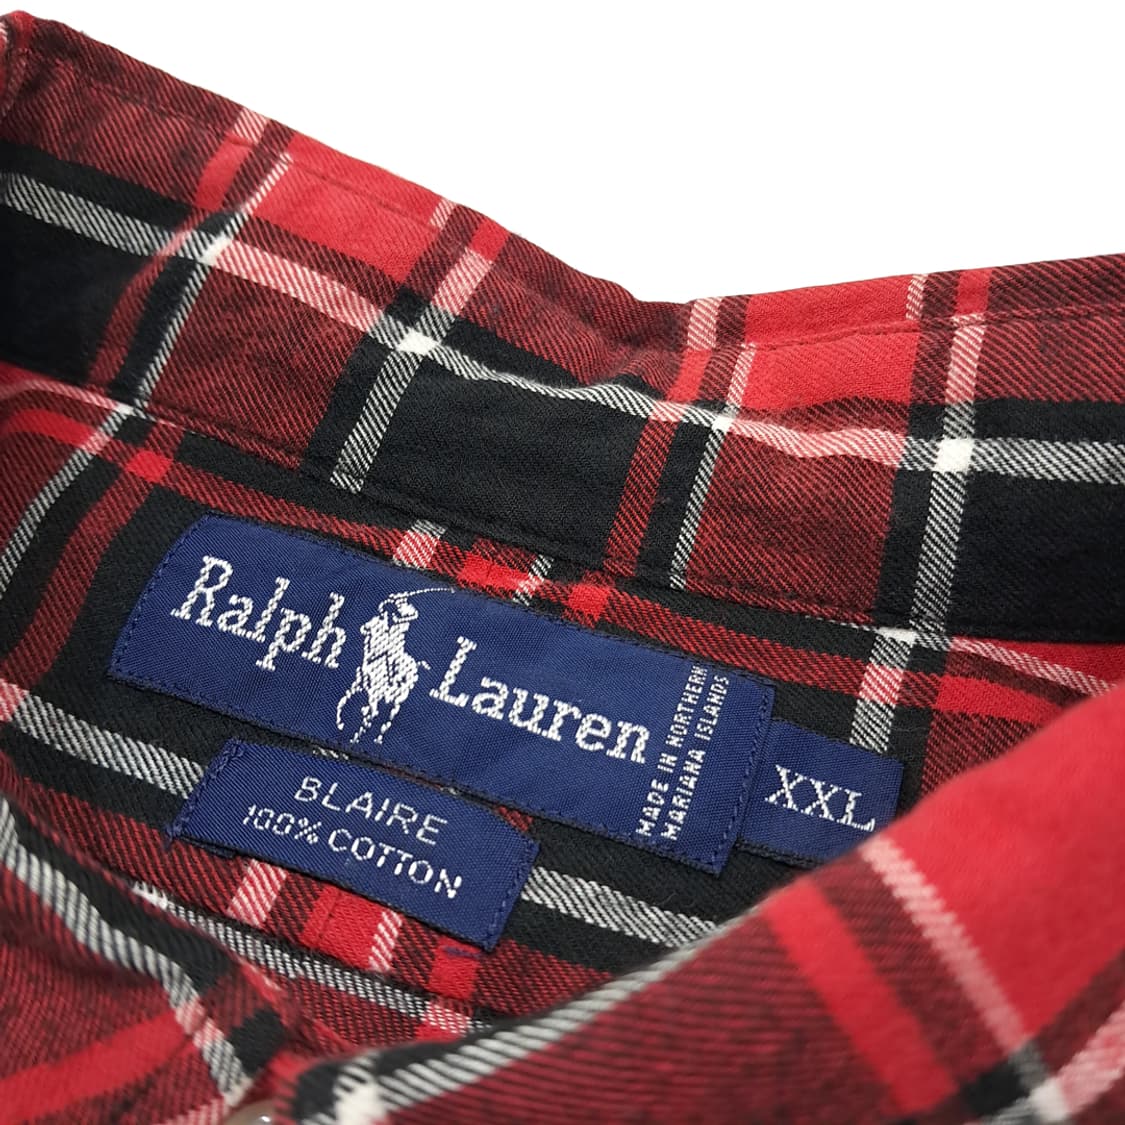 Ralph Lauren
MADE IN NORTHERN
MARIANA ISLANDS
XXL
BLAIRE
100% COTTON